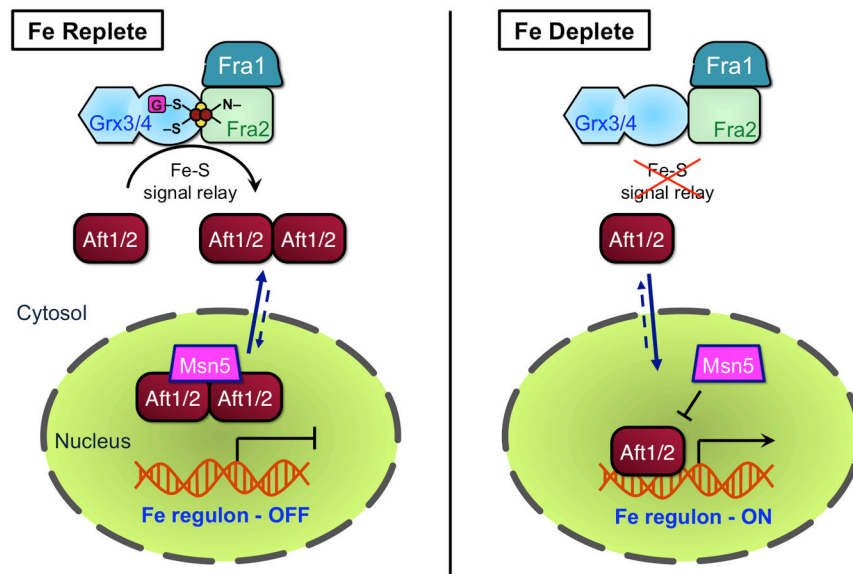 Fe Replete
Fra1
G
–S
N–
Grx3/4
–S
Fra2
Fe-S
signal relay
Aft1/2
Aft1/2
Aft1/2
Cytosol
Msn5
Aft1/2
Aft1/2
Nucleus
Fe regulon - OFF
Fe Deplete
Fra1
Grx3/4
Fra2
Fe-S
signal relay
Aft1/2
Msn5
Aft1/2
Fe regulon - ON